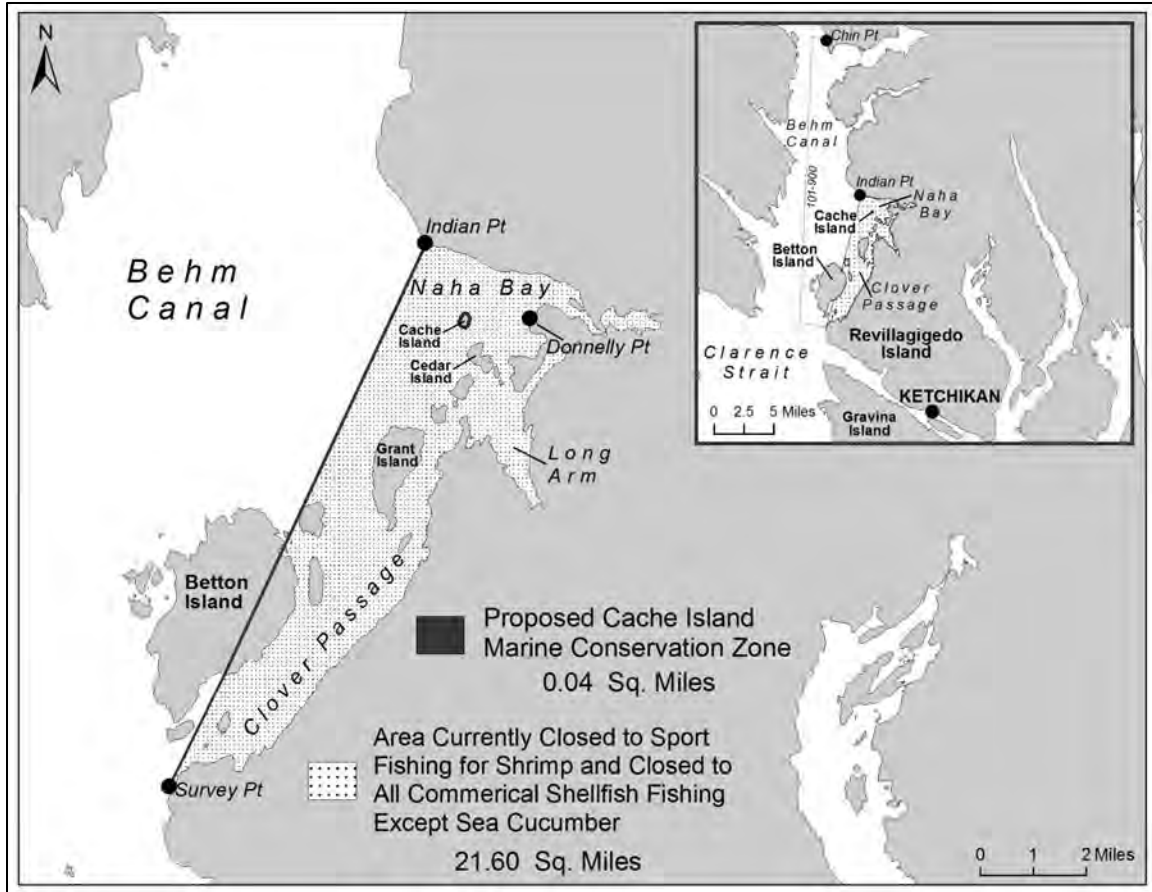 N
Behm
Canal
Indian Pt
Naha Bay
Cache
Island
Donnelly Pt
Cedar
Island
Grant
Island
Long
Arm
Betton
Island
Clover Passage
Survey Pt
Proposed Cache Island
Marine Conservation Zone
0.04 Sq. Miles
Area Currently Closed to Sport
Fishing for Shrimp and Closed to
All Commerical Shellfish Fishing
Except Sea Cucumber
21.60 Sq. Miles
0 1 2 Miles
Chin Pt
Behm
Canal
101-900
Indian Pt
Naha
Bay
Cache
Island
Betton
Island
Clover
Passage
Revillagigedo
Island
Clarence
Strait
KETCHIKAN
Gravina
Island
0 2.5 5 Miles